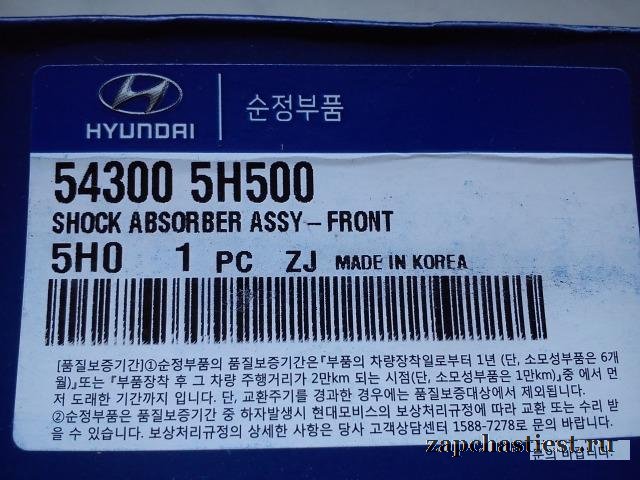 HYUNDAI
순정부품
54300 5H500
SHOCK ABSORBER ASSY-FRONT
5H0 1 PC ZJ MADE IN KOREA
[품질보증기간]①순정부품의 품질보증기간은『부품의 차량장착일로부터 1년 (단, 소모성부품은 6개
월)』또는 『부품장착 후 그 차량 주행거리가 2만km 되는 시점(단, 소모성부품은 1만km)』중 에서 먼
저 도래한 기간까지 입니다. 단, 교환주기를 경과한 경우에는 품질보증대상에서 제외됩니다.
②순정부품은 품질보증기간 중 하자발생시 현대모비스의 보상처리규정에 따라 교환 또는 수리 받
을 수 있습니다. 보상처리규정의 상세한 사항은 당사 고객상담센터 1588-7278로 문의 바랍니다.
문의 바랍니다.
zapchastiest.ru